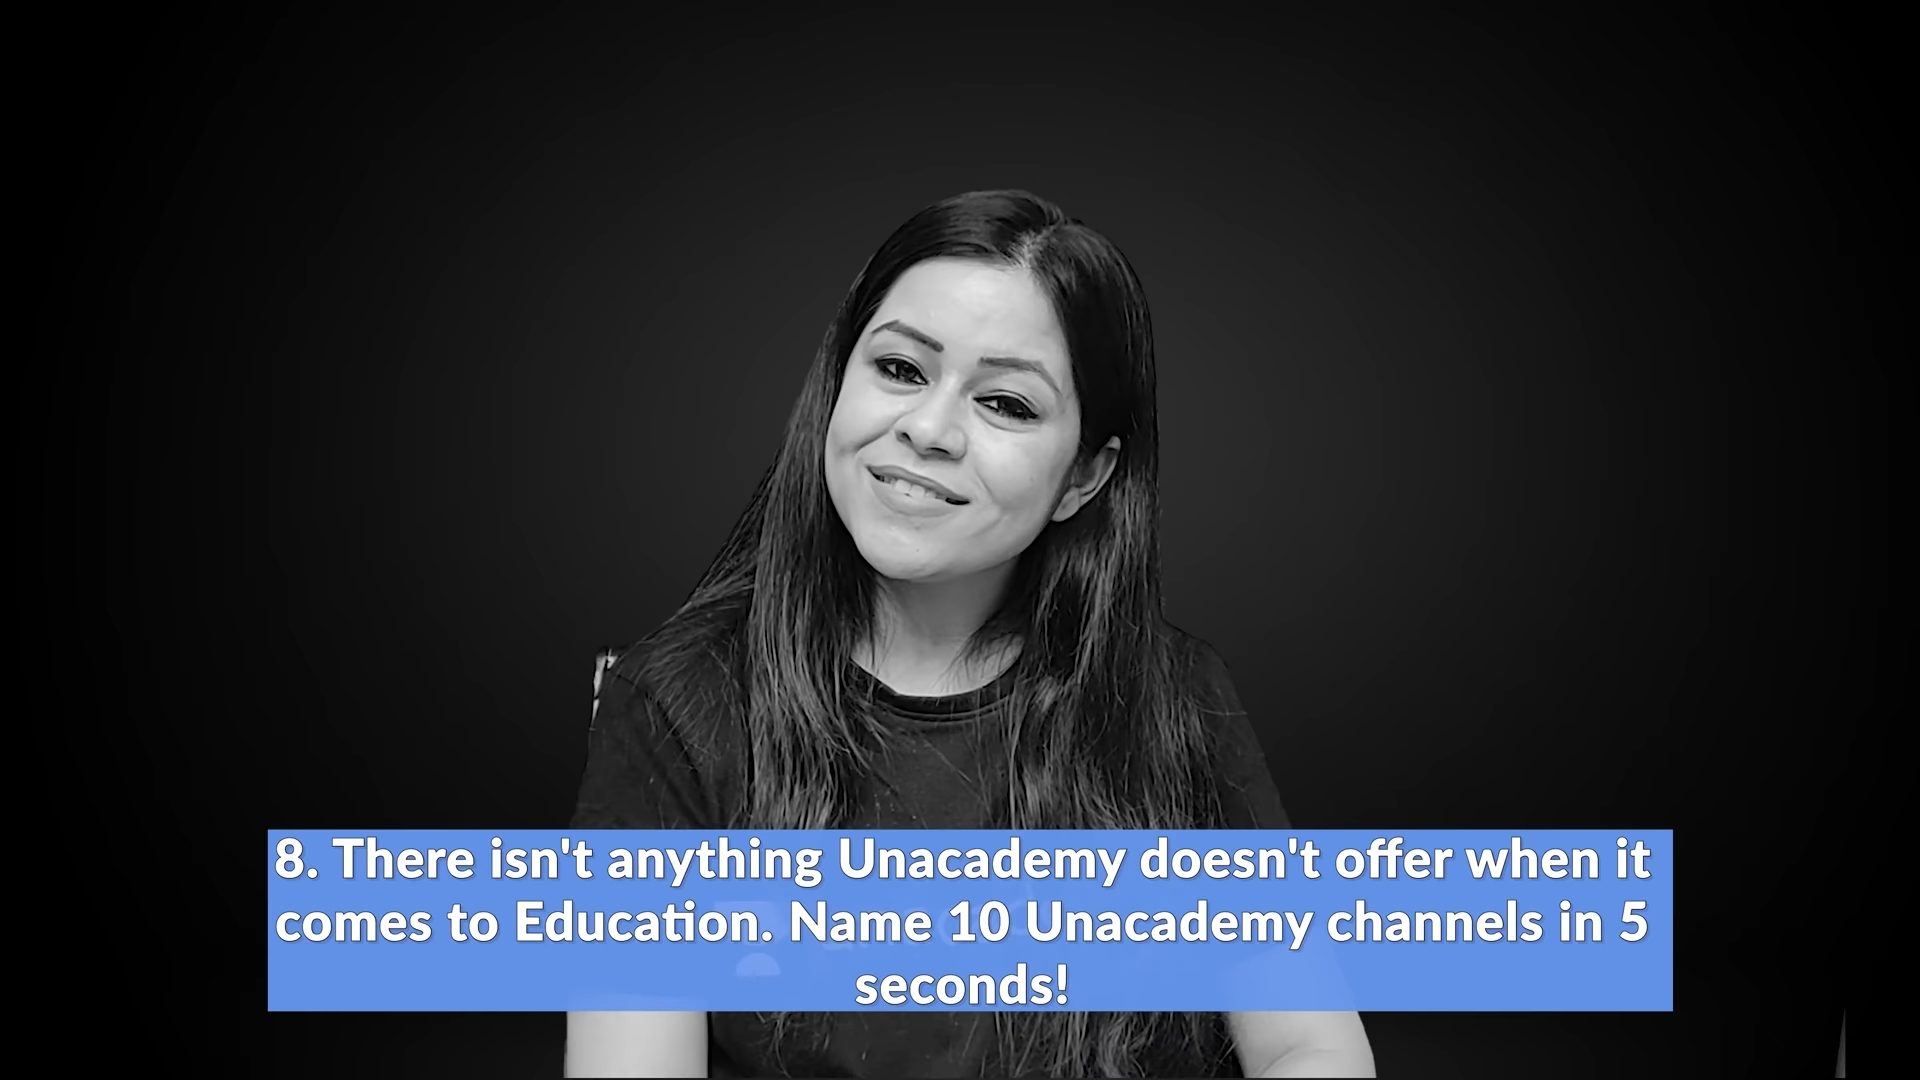 8. There isn't anything Unacademy doesn't offer when it
comes to Education. Name 10 Unacademy channels in 5
seconds!